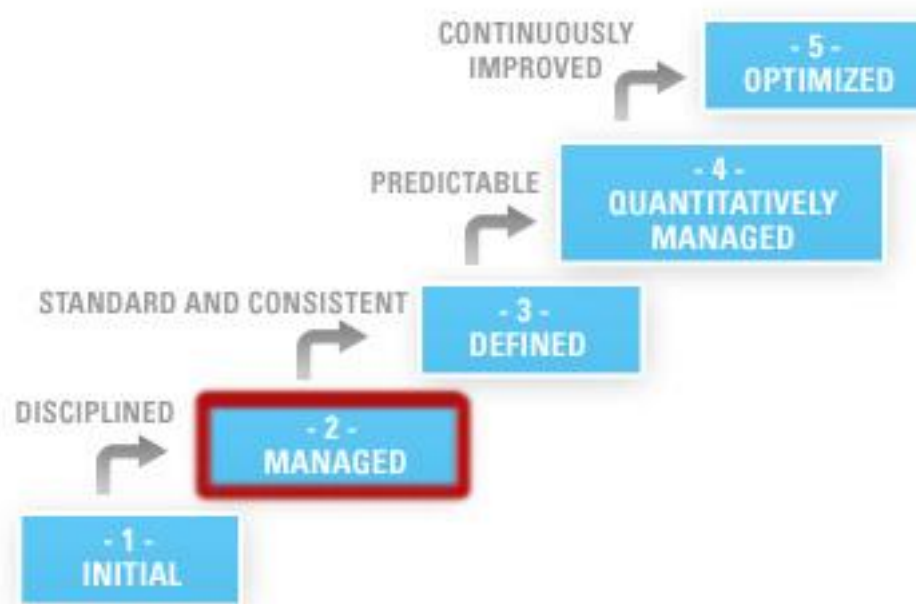 CONTINUOUSLY
IMPROVED
- 5 -
OPTIMIZED
PREDICTABLE
- 4 -
QUANTITATIVELY
MANAGED
STANDARD AND CONSISTENT
- 3 -
DEFINED
DISCIPLINED
- 2 -
MANAGED
- 1 -
INITIAL